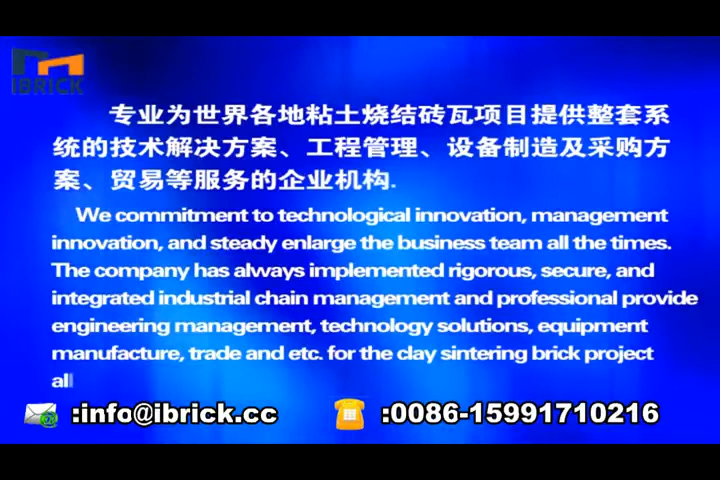 IBRICK
专业为世界各地粘土烧结砖瓦项目提供整套系
统的技术解决方案、工程管理、设备制造及采购方
案、贸易等服务的企业机构.
We commitment to technological innovation, management
innovation, and steady enlarge the business team all the times.
The company has always implemented rigorous, secure, and
integrated industrial chain management and professional provide
engineering management, technology solutions, equipment
manufacture, trade and etc. for the clay sintering brick project
all
:info@ibrick.cc :0086-15991710216